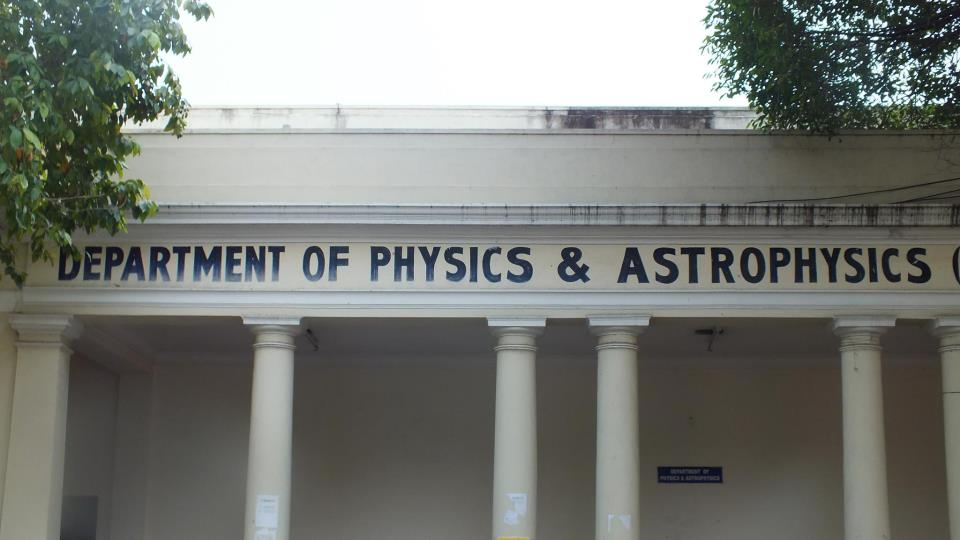 DEPARTMENT OF PHYSICS & ASTROPHYSICS (
DEPARTMENT OF
PHYSICS & ASTROPHYSICS